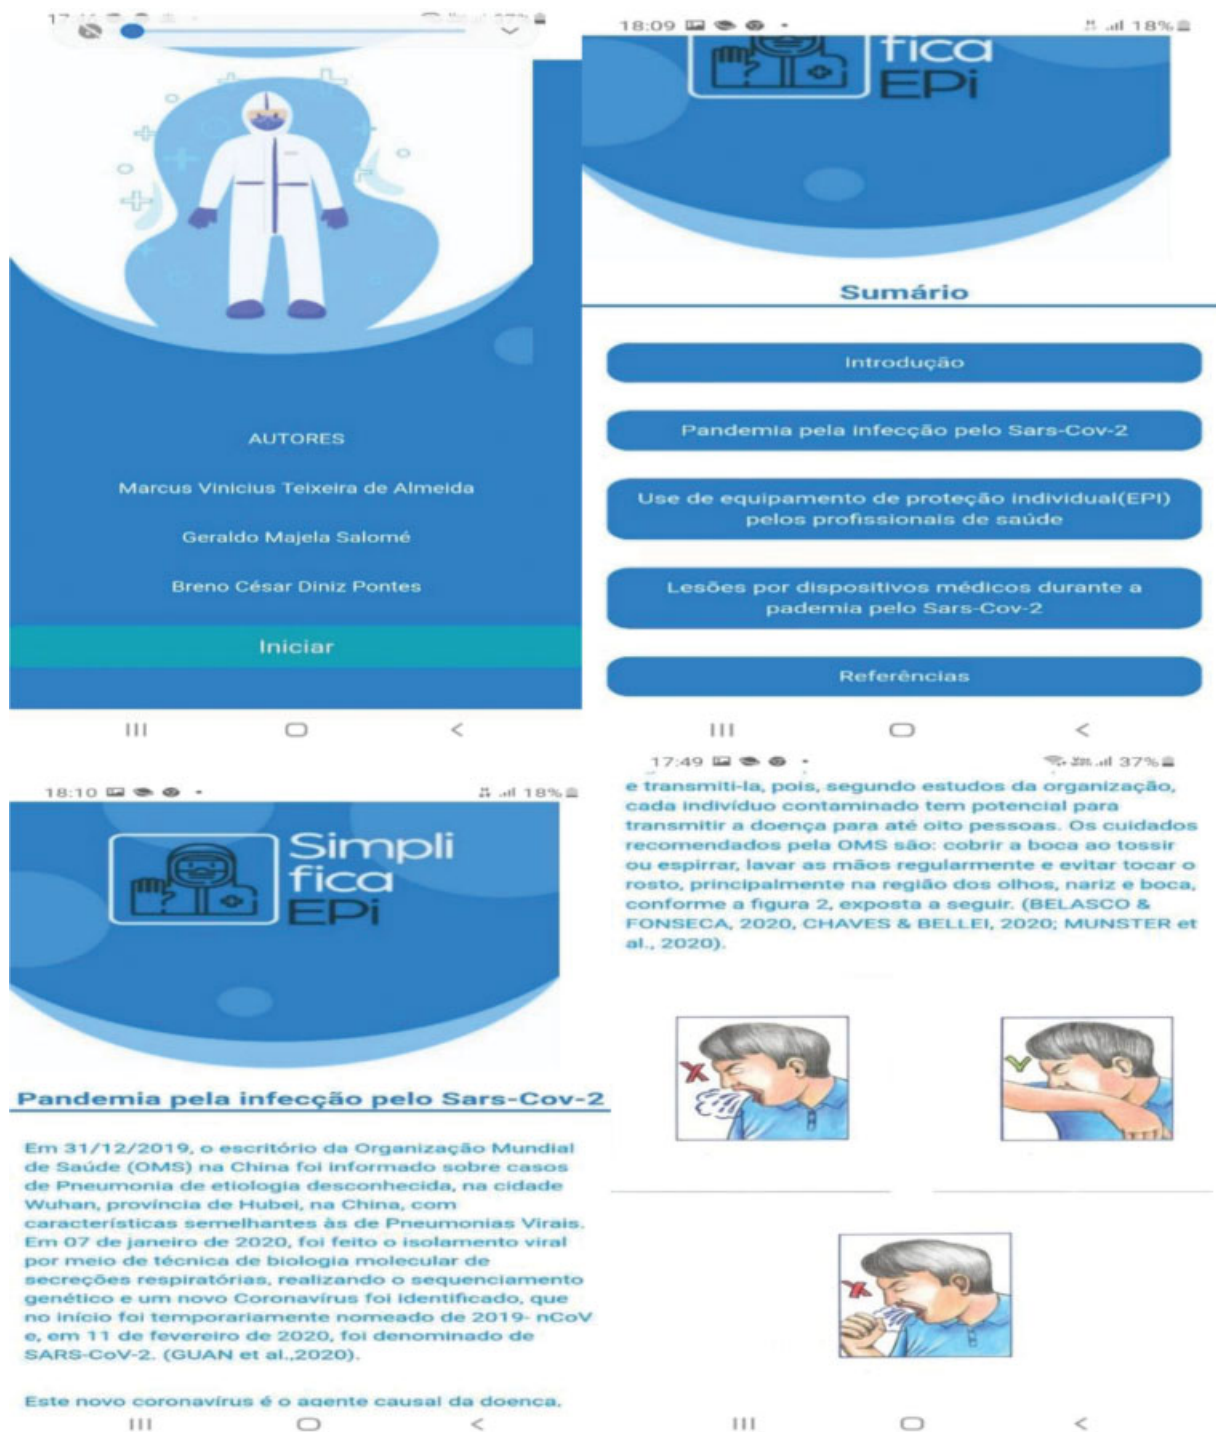 AUTORES
Marcus Vinicius Teixeira de Almeida
Geraldo Majela Salomé
Breno César Diniz Pontes
Iniciar
18:09
18%
fica
EPi
Sumário
Introdução
Pandemia pela infecção pelo Sars-Cov-2
Use de equipamento de proteção individual(EPI)
pelos profissionais de saúde
Lesões por dispositivos médicos durante a
pademia pelo Sars-Cov-2
Referências
18:10
18%
Simpli
fica
EPi
Pandemia pela infecção pelo Sars-Cov-2
Em 31/12/2019, o escritório da Organização Mundial
de Saúde (OMS) na China foi informado sobre casos
de Pneumonia de etiologia desconhecida, na cidade
Wuhan, província de Hubei, na China, com
características semelhantes às de Pneumonias Virais.
Em 07 de janeiro de 2020, foi feito o isolamento viral
por meio de técnica de biologia molecular de
secreções respiratórias, realizando o sequenciamento
genético e um novo Coronavírus foi identificado, que
no início foi temporariamente nomeado de 2019- nCoV
e, em 11 de fevereiro de 2020, foi denominado de
SARS-CoV-2. (GUAN et al.,2020).
Este novo coronavírus é o agente causal da doença,
17:49
37%
e transmiti-la, pois, segundo estudos da organização,
cada indivíduo contaminado tem potencial para
transmitir a doença para até oito pessoas. Os cuidados
recomendados pela OMS são: cobrir a boca ao tossir
ou espirrar, lavar as mãos regularmente e evitar tocar o
rosto, principalmente na região dos olhos, nariz e boca,
conforme a figura 2, exposta a seguir. (BELASCO &
FONSECA, 2020, CHAVES & BELLEI, 2020; MUNSTER et
al., 2020).